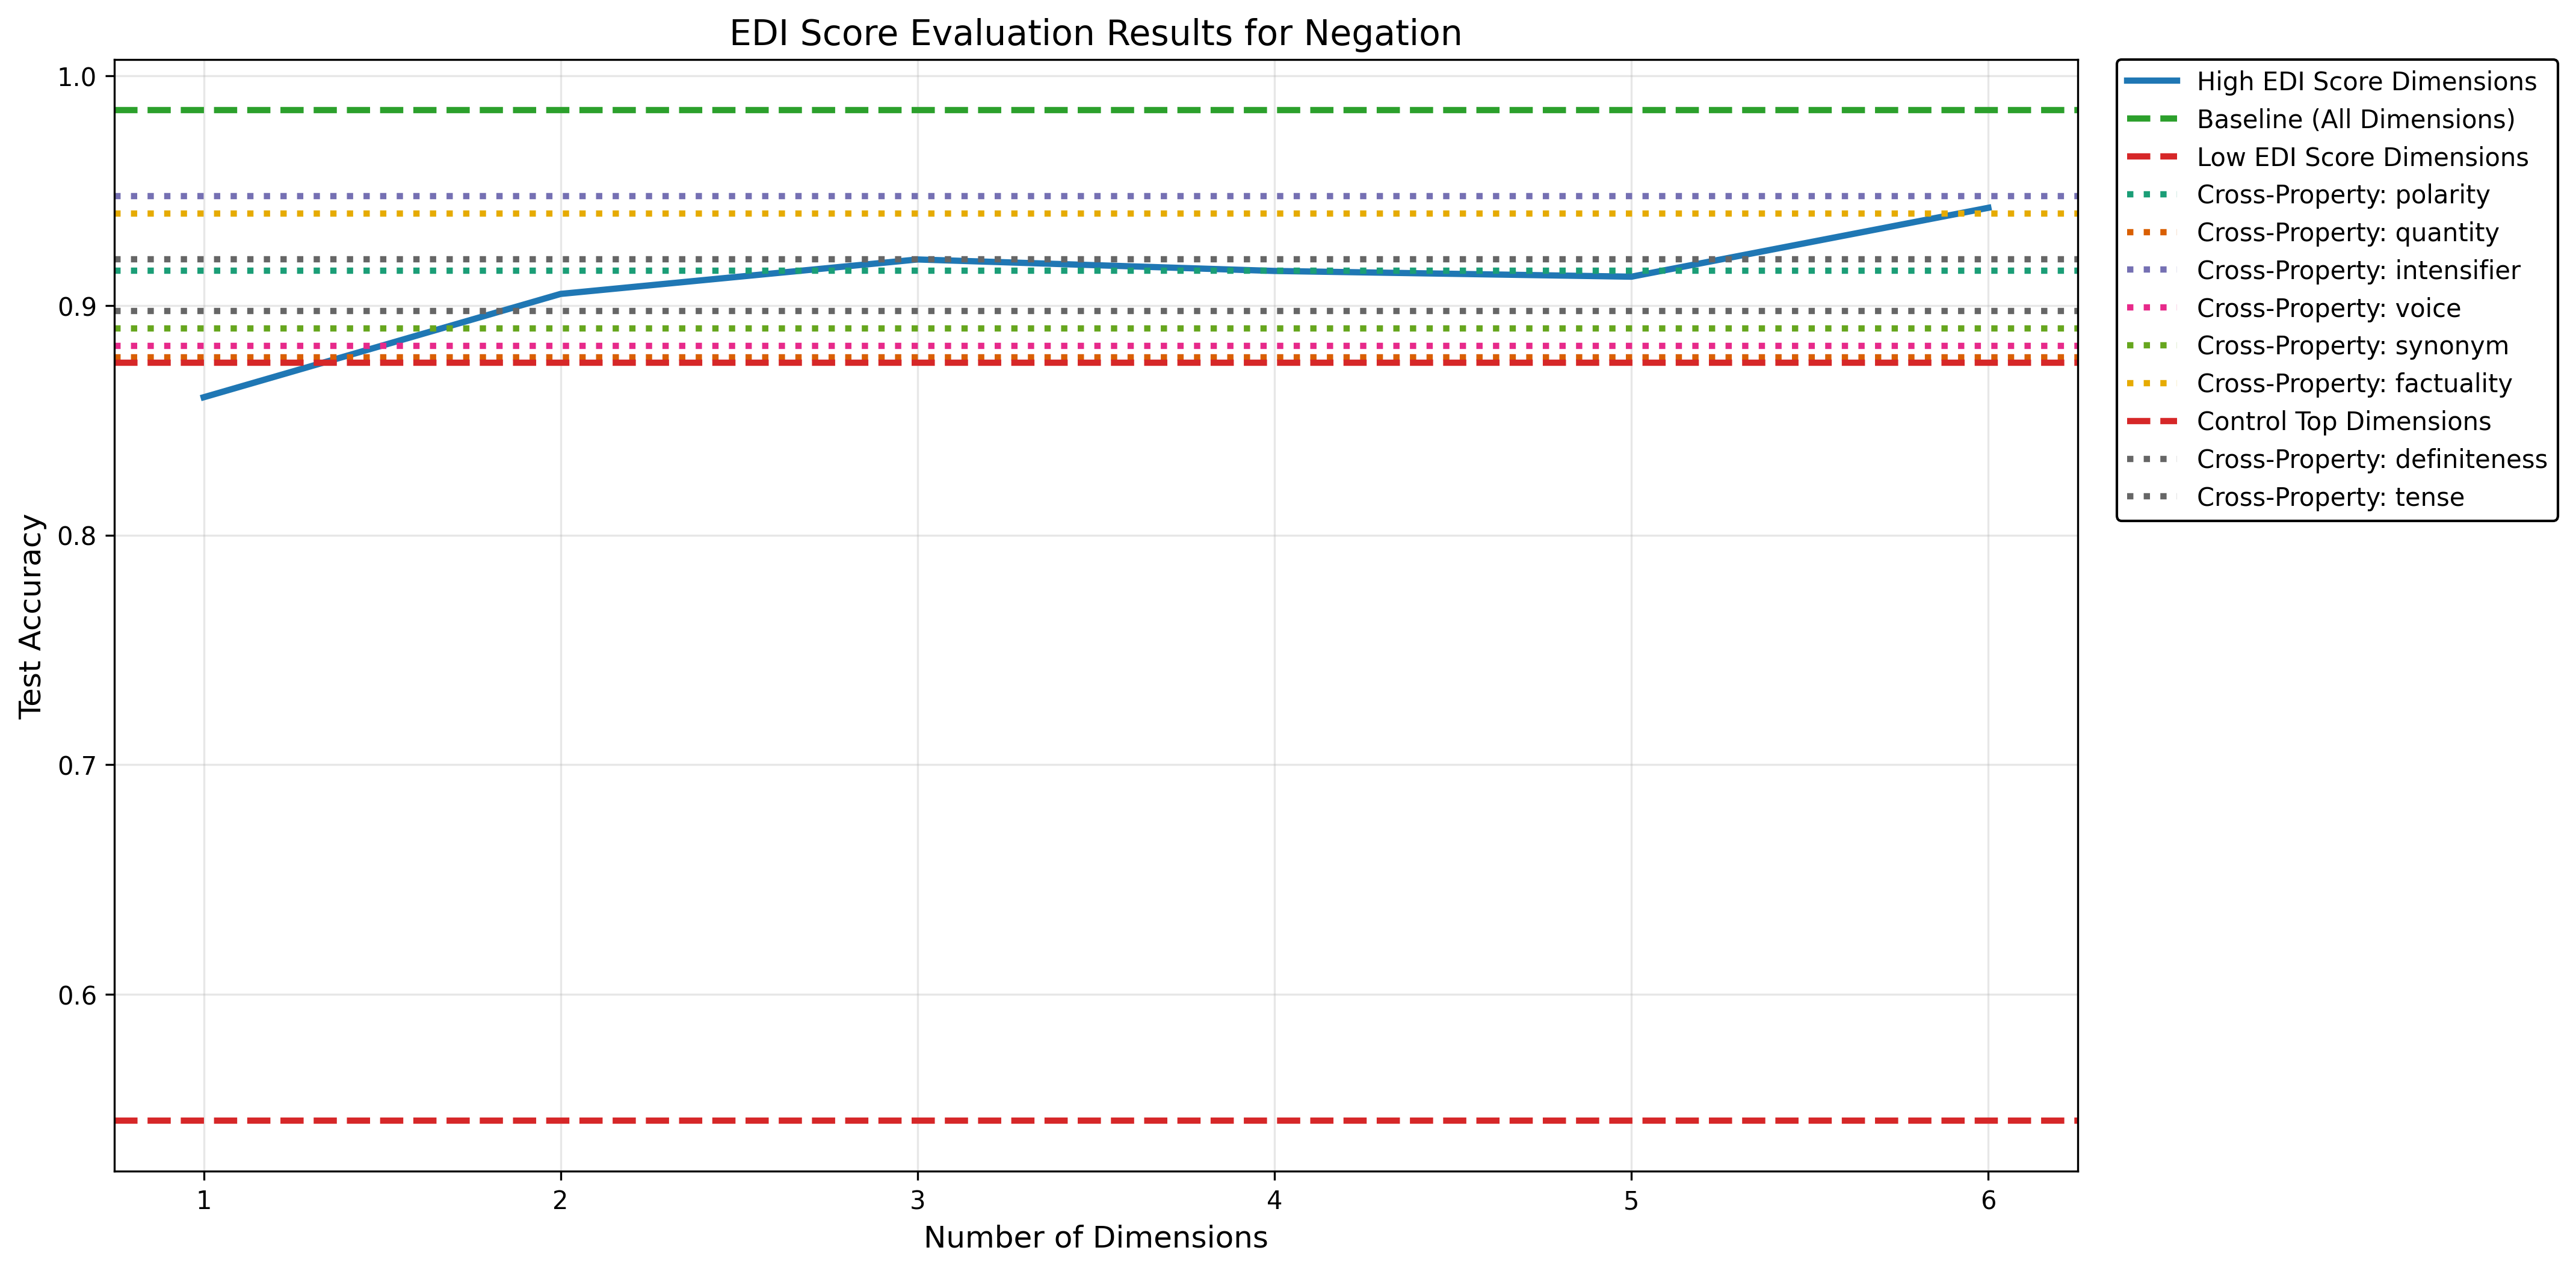 EDI Score Evaluation Results for Negation
1.0
0.9
0.8
0.7
0.6
Test Accuracy
1
2
3
4
5
6
Number of Dimensions
High EDI Score Dimensions
Baseline (All Dimensions)
Low EDI Score Dimensions
Cross-Property: polarity
Cross-Property: quantity
Cross-Property: intensifier
Cross-Property: voice
Cross-Property: synonym
Cross-Property: factuality
Control Top Dimensions
Cross-Property: definiteness
Cross-Property: tense